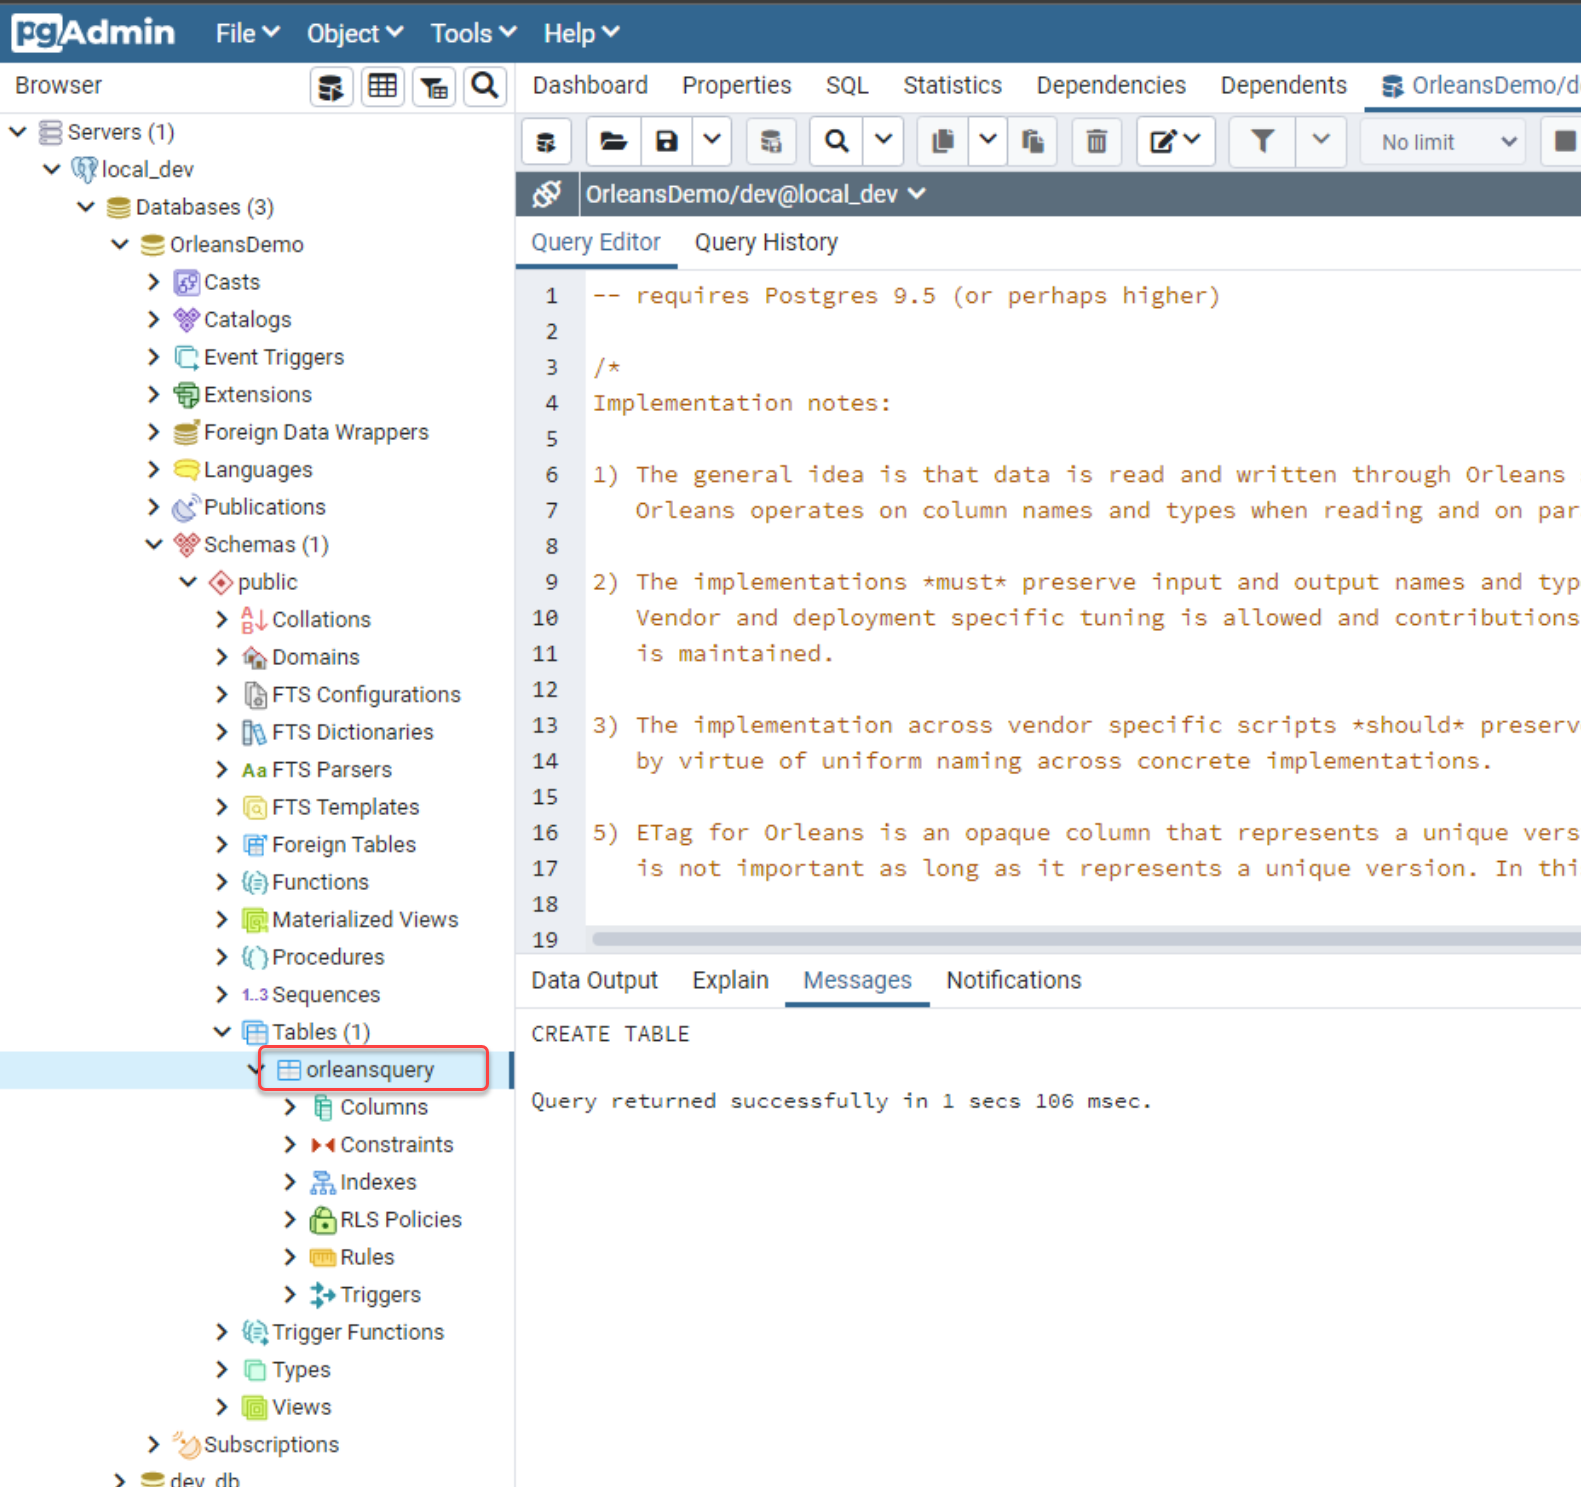 pgAdmin File Object Tools Help
Browser
Dashboard Properties SQL Statistics Dependencies Dependents OrleansDemo/d
Servers (1)
local_dev
Databases (3)
OrleansDemo
Casts
Catalogs
Event Triggers
Extensions
Foreign Data Wrappers
Languages
Publications
Schemas (1)
public
Collations
Domains
FTS Configurations
FTS Dictionaries
Aa FTS Parsers
FTS Templates
Foreign Tables
Functions
Materialized Views
Procedures
1..3 Sequences
Tables (1)
orleansquery
Columns
Constraints
Indexes
RLS Policies
Rules
Triggers
Trigger Functions
Types
Views
Subscriptions
dev_db
No limit
OrleansDemo/dev@local_dev
Query Editor Query History
1 -- requires Postgres 9.5 (or perhaps higher)
2
3 /*
4 Implementation notes:
5
6 1) The general idea is that data is read and written through Orleans
7 Orleans operates on column names and types when reading and on par
8
9 2) The implementations *must* preserve input and output names and typ
10 Vendor and deployment specific tuning is allowed and contributions
11 is maintained.
12
13 3) The implementation across vendor specific scripts *should* preserv
14 by virtue of uniform naming across concrete implementations.
15
16 5) ETag for Orleans is an opaque column that represents a unique vers
17 is not important as long as it represents a unique version. In thi
18
19
Data Output Explain Messages Notifications
CREATE TABLE
Query returned successfully in 1 secs 106 msec.